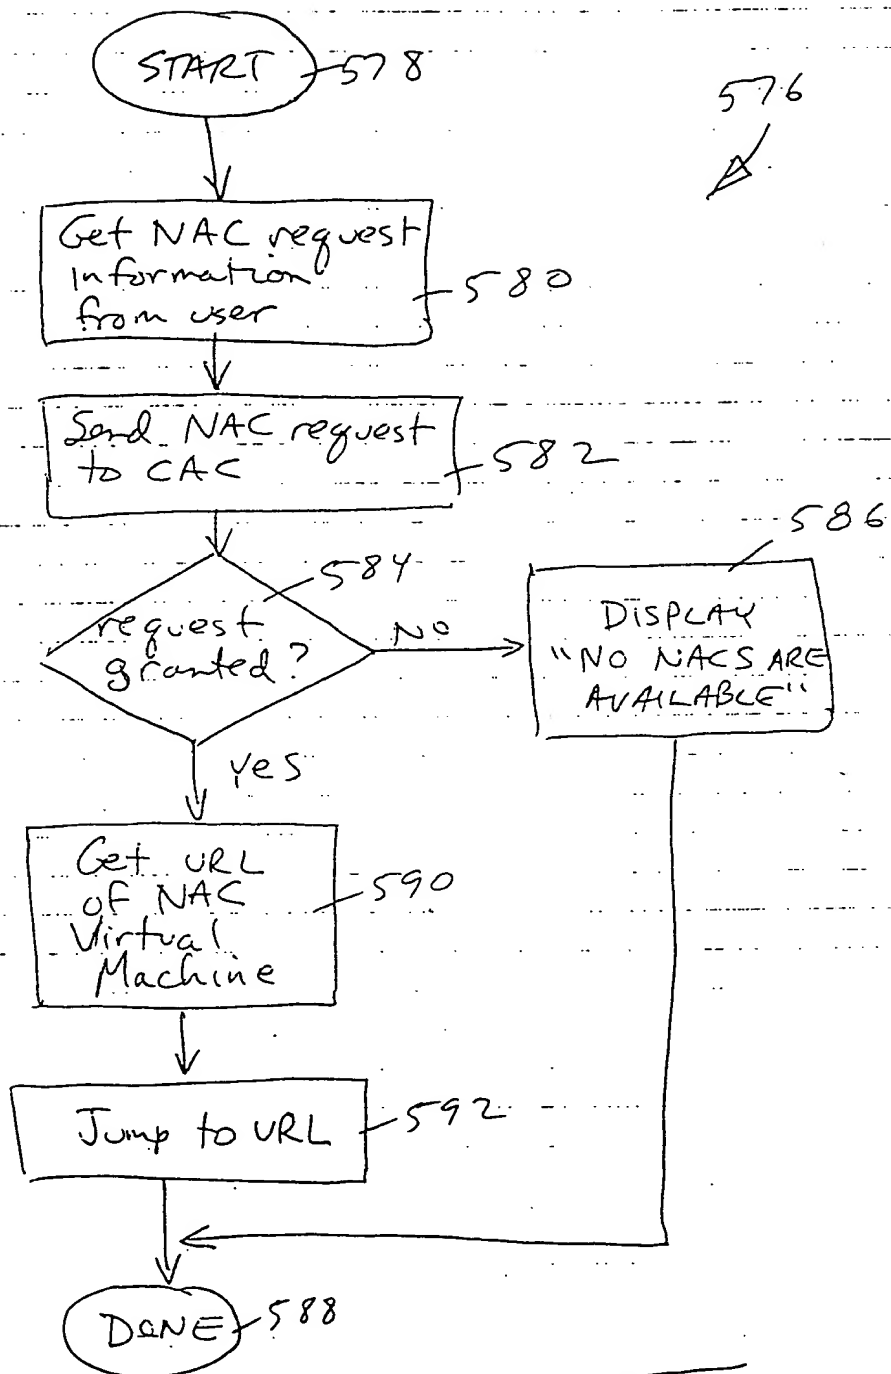 START 578
576
Get NAC request
information
from user
580
Send NAC request
to CAC
582
586
584
request
granted?
NO
DISPLAY
"NO NACS ARE
AVAILABLE"
yes
Get URL
of NAC
Virtual
Machine
590
Jump to URL
592
DONE 588